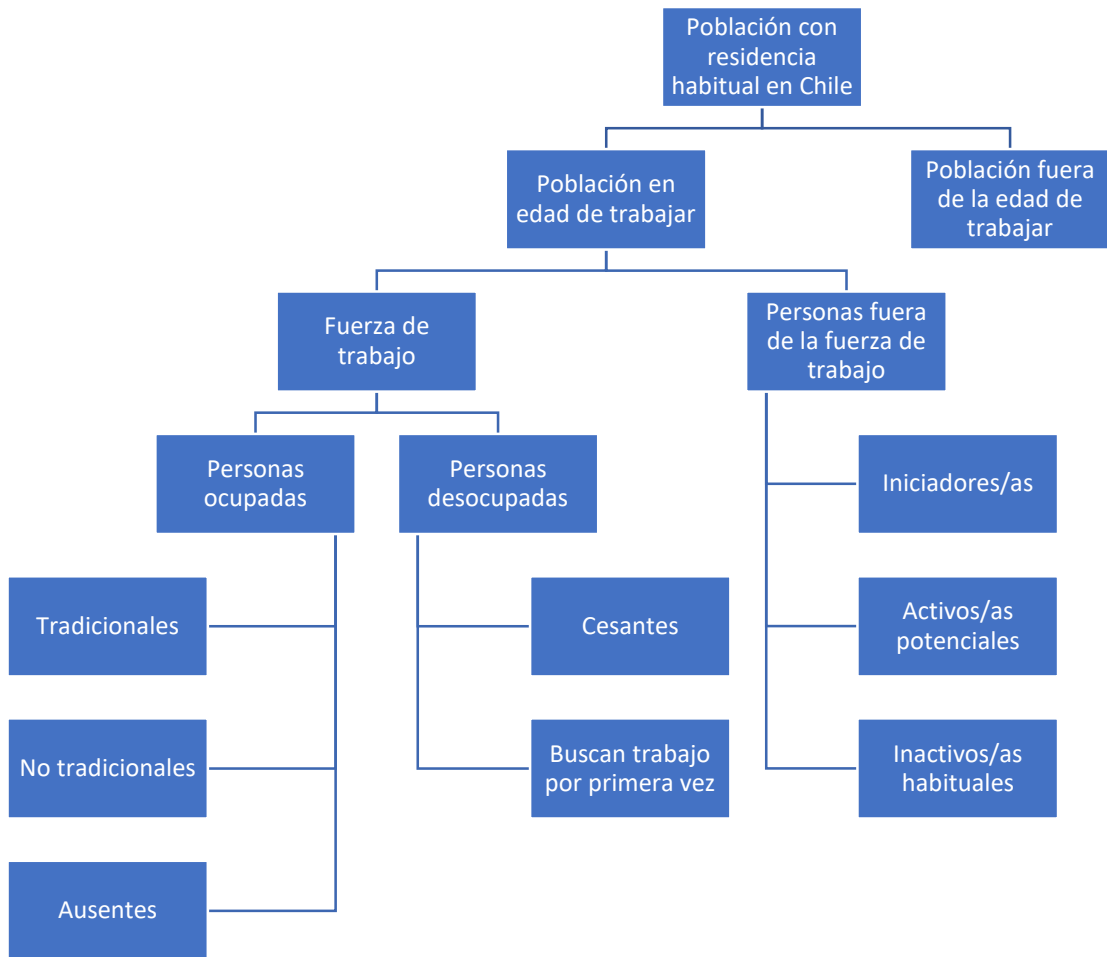 Población con
residencia
habitual en Chile
Población en
edad de trabajar
Población fuera
de la edad de
trabajar
Fuerza de
trabajo
Personas fuera
de la fuerza de
trabajo
Personas
ocupadas
Personas
desocupadas
Iniciadores/as
Tradicionales
Cesantes
Activos/as
potenciales
No tradicionales
Buscan trabajo
por primera vez
Inactivos/as
habituales
Ausentes